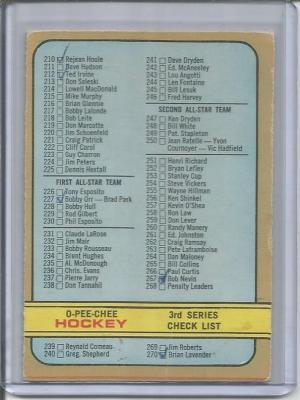 210 Rejean Houle
211 Dave Hudson
212 Ted Irvine
213 Don Saleski
214 Lowell MacDonald
215 Mike Murphy
216 Brian Glennie
217 Bobby Lalonde
218 Bob Leiter
219 Don Marcotte
220 Jim Schoenfeld
221 Craig Patrick
222 Cliff Koroll
223 Guy Charron
224 Jim Peters
225 Dennis Hextall
FIRST ALL-STAR TEAM
226 Tony Esposito
227 Bobby Orr — Brad Park
228 Bobby Hull
229 Rod Gilbert
230 Phil Esposito
231 Claude LaRose
232 Jim Mair
233 Bobby Rousseau
234 Brent Hughes
235 Al McDonough
236 Chris. Evans
237 Pierre Jarry
238 Don Tannahill
241 Dave Dryden
242 Ed. McAneeley
243 Lou Angotti
244 Len Fontaine
245 Bill Lesuk
246 Fred Harvey
SECOND ALL-STAR TEAM
247 Ken Dryden
248 Bill White
249 Pat. Stapleton
250 Jean Ratelle — Yvon
Cournoyer — Vic Hadfield
251 Henri Richard
252 Bryan Lefley
253 Stanley Cup
254 Steve Vickers
255 Wayne Hillman
256 Ken Shinkel
257 Kevin O'Shea
258 Ron Law
259 Don Lever
260 Randy Manery
261 Ed. Johnston
262 Craig Ramsay
263 Pete Laframboise
264 Dan Maloney
265 Bill Collins
266 Paul Curtis
267 Bob Nevin
268 Penalty Leaders
O-PEE-CHEE
HOCKEY
3rd SERIES
CHECK LIST
239 Reynald Comeau
240 Greg. Shepherd
269 Jim Roberts
270 Brian Lavender